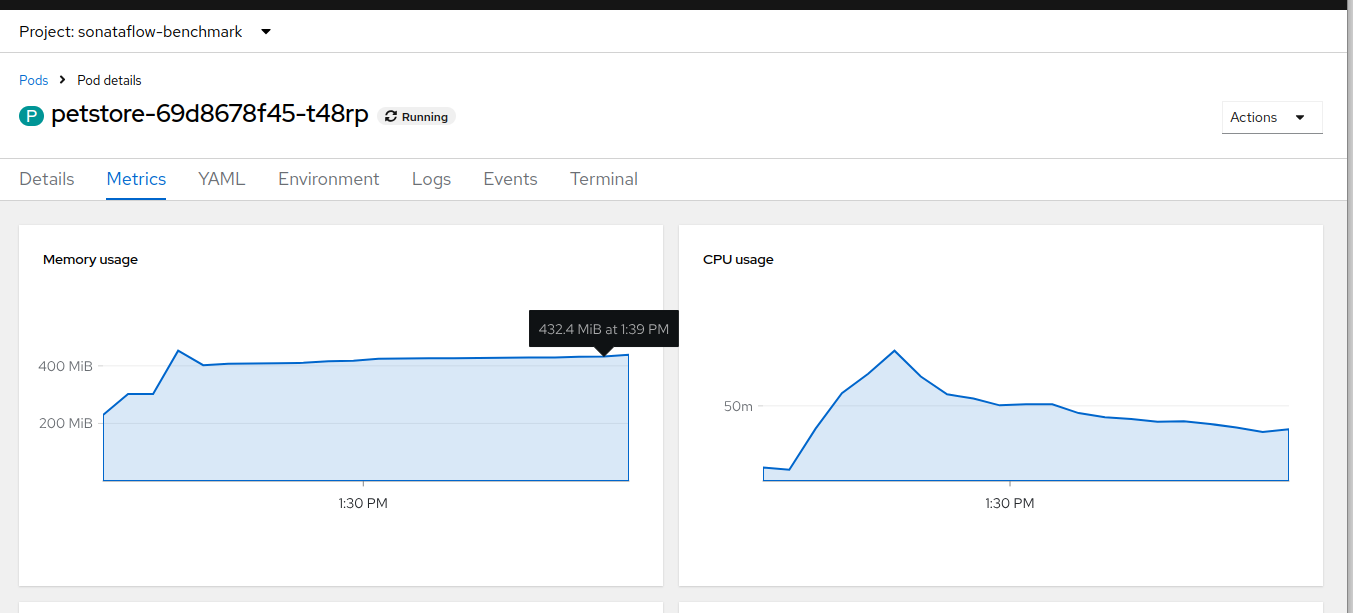 Project: sonataflow-benchmark
Pods Pod details
P petstore-69d8678f45-t48rp Running
Actions
Details Metrics YAML Environment Logs Events Terminal
Memory usage
432.4 MiB at 1:39 PM
400 MiB
200 MiB
1:30 PM
CPU usage
50m
1:30 PM